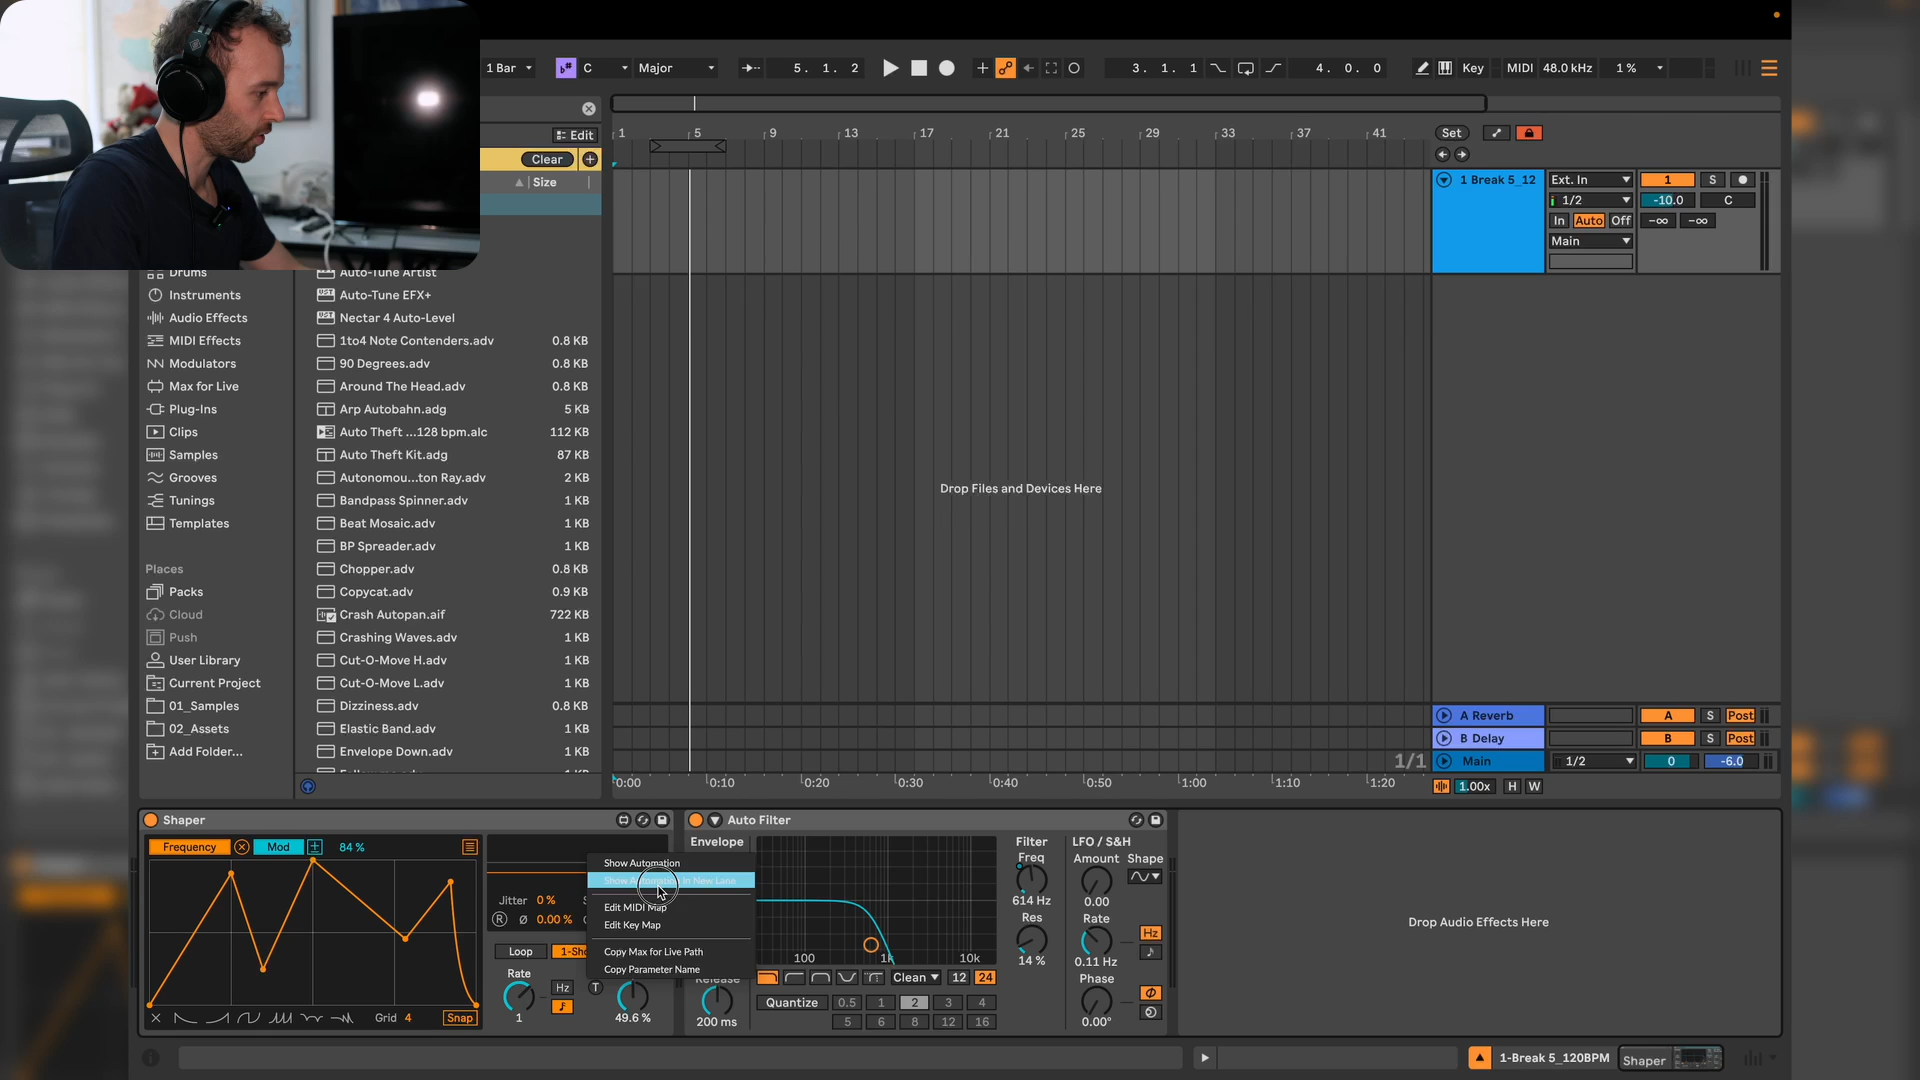 1 Bar
C
Major
5. 1. 2
3. 1. 1
4. 0. 0
Key
MIDI
48.0 kHz
1 %
Edit
Clear
Size
1
5
9
13
17
21
25
29
33
37
41
Set
1 Break 5_12
Ext. In
1
S
1/2
-10.0
C
In
Auto
Off
-∞
-∞
Main
Drums
Instruments
Audio Effects
MIDI Effects
Modulators
Max for Live
Plug-Ins
Clips
Samples
Grooves
Tunings
Templates
Places
Packs
Cloud
Push
User Library
Current Project
01_Samples
02_Assets
Add Folder...
Auto-Tune Artist
Auto-Tune EFX+
Nectar 4 Auto-Level
1to4 Note Contenders.adv 0.8 KB
90 Degrees.adv 0.8 KB
Around The Head.adv 0.8 KB
Arp Autobahn.adg 5 KB
Auto Theft ...128 bpm.alc 112 KB
Auto Theft Kit.adg 87 KB
Autonomou...ton Ray.adv 2 KB
Bandpass Spinner.adv 1 KB
Beat Mosaic.adv 1 KB
BP Spreader.adv 1 KB
Chopper.adv 0.8 KB
Copycat.adv 0.9 KB
Crash Autopan.aif 722 KB
Crashing Waves.adv 1 KB
Cut-O-Move H.adv 1 KB
Cut-O-Move L.adv 1 KB
Dizziness.adv 0.8 KB
Elastic Band.adv 1 KB
Envelope Down.adv 1 KB
Drop Files and Devices Here
A Reverb
A
S
Post
B Delay
B
S
Post
Main
1/2
0
-6.0
1/1
0:00
0:10
0:20
0:30
0:40
0:50
1:00
1:10
1:20
1.00x
H
W
Shaper
Frequency
Mod
84 %
Grid 4
Snap
Jitter 0 %
R
Ø
0.00 %
Loop
Rate
1
Hz
T
49.6 %
Show Automation
Show Automation In New Lane
Edit MIDI Map
Edit Key Map
Copy Max for Live Path
Copy Parameter Name
Auto Filter
Envelope
Release
200 ms
100
1k
10k
Clean
12
24
Quantize
0.5
1
2
3
4
5
6
8
12
16
Filter
Freq
614 Hz
Res
14 %
LFO / S&H
Amount
Shape
0.00
Rate
Hz
0.11 Hz
Phase
0.00°
Drop Audio Effects Here
1-Break 5_120BPM
Shaper